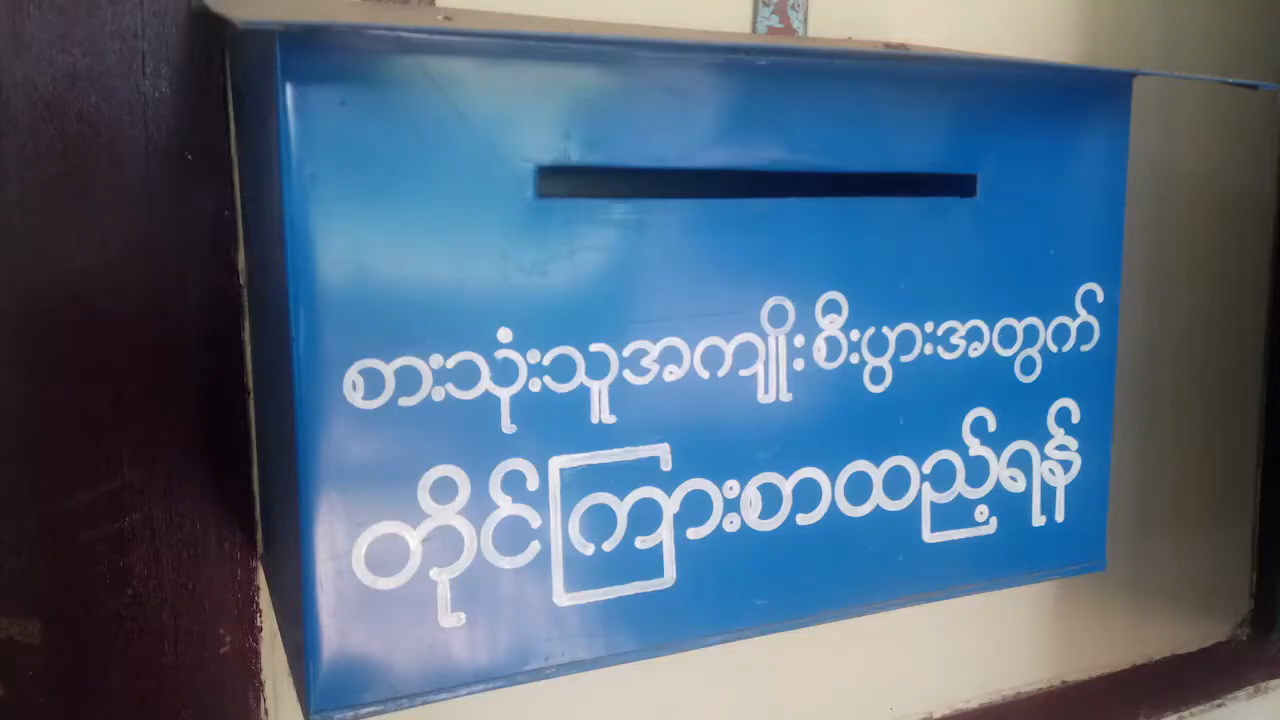 စားသုံးသူအကျိုးစီးပွားအတွက်
တိုင်ကြားစာထည့်ရန်